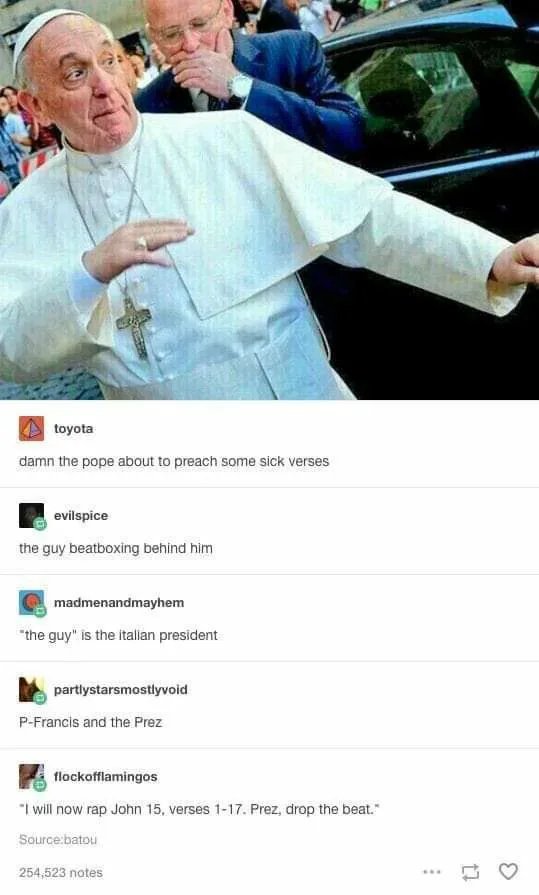 toyota
damn the pope about to preach some sick verses
evilspice
the guy beatboxing behind him
madmenandmayhem
"the guy" is the italian president
partlystarsmostlyvoid
P-Francis and the Prez
flockofflamingos
"I will now rap John 15, verses 1-17. Prez, drop the beat."
Source:batou
254,523 notes